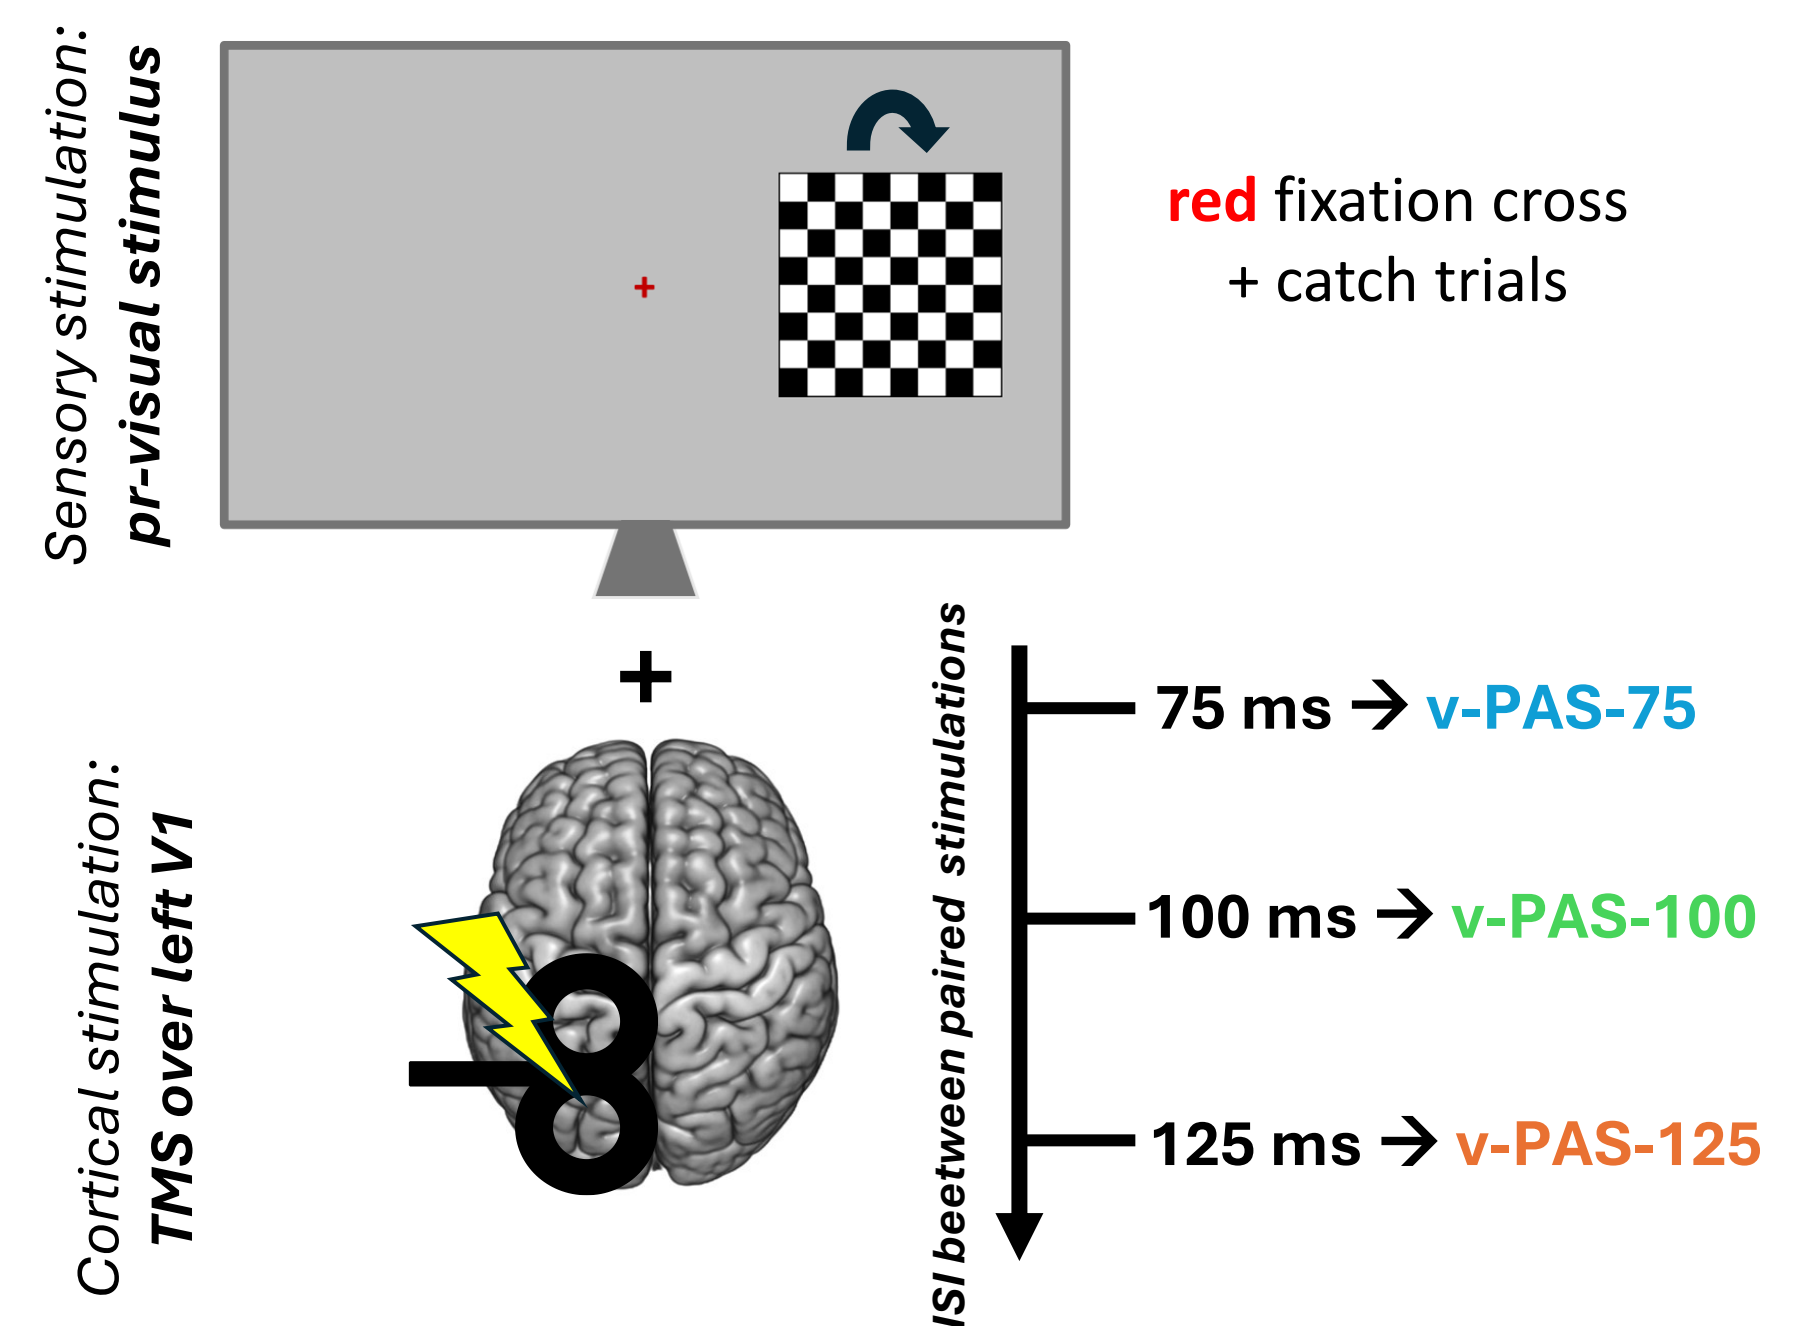 Sensory stimulation:
pr-visual stimulus
red fixation cross
+ catch trials
+
Cortical stimulation:
TMS over left V1
ISI beetween paired stimulations
75 ms → v-PAS-75
100 ms → v-PAS-100
125 ms → v-PAS-125